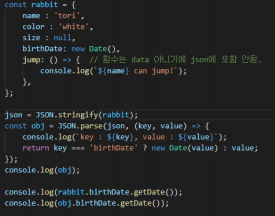 const rabbit = {
name : 'tori',
color : 'white',
size : null,
birthDate: new Date(),
jump: () => {  // 함수는 data 아니기에 json에 포함 안됨.
console.log(`${name} can jump!`);
},
};
json = JSON.stringify(rabbit);
const obj = JSON.parse(json, (key, value) => {
console.log(`key : ${key}, value : ${value}`);
return key === 'birthDate' ? new Date(value) : value;
});
console.log(obj);
console.log(rabbit.birthDate.getDate());
console.log(obj.birthDate.getDate());